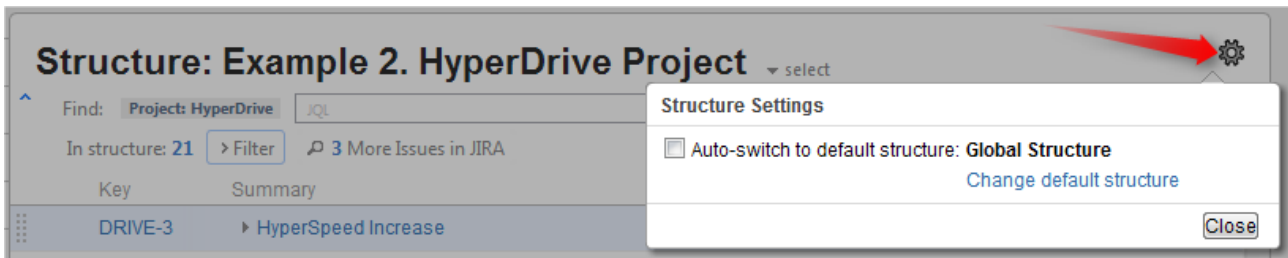 Structure: Example 2. HyperDrive Project select
Find: Project: HyperDrive JQL
In structure: 21 > Filter 3 More Issues in JIRA
Key Summary
DRIVE-3 HyperSpeed Increase
Structure Settings
Auto-switch to default structure: Global Structure
Change default structure
Close